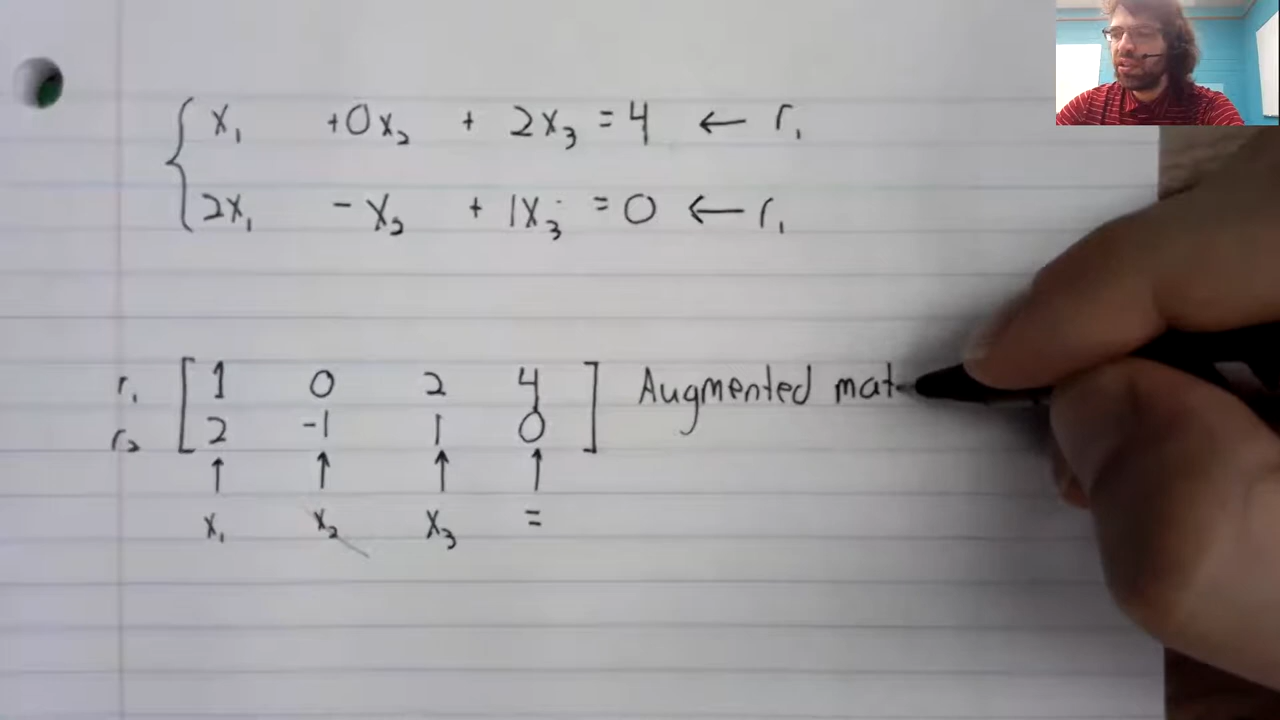 x₁ +0x₂ + 2x₃ = 4 ← r₁
2x₁ - x₂ + 1x₃ = 0 ← r₁
r₁ [ 1 0 2 4 ] Augmented mat
r₂ [ 2 -1 1 0 ]
↑ ↑ ↑ ↑
x₁ x₂ x₃ =